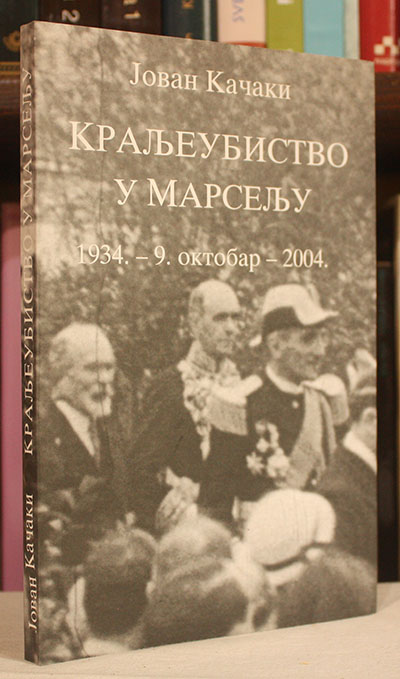 Јован Качаки
КРАЉЕУБИСТВО
У МАРСЕЉУ
1934. – 9. октобар – 2004.
Јован Качаки КРАЉЕУБИСТВО У МАРСЕЉУ